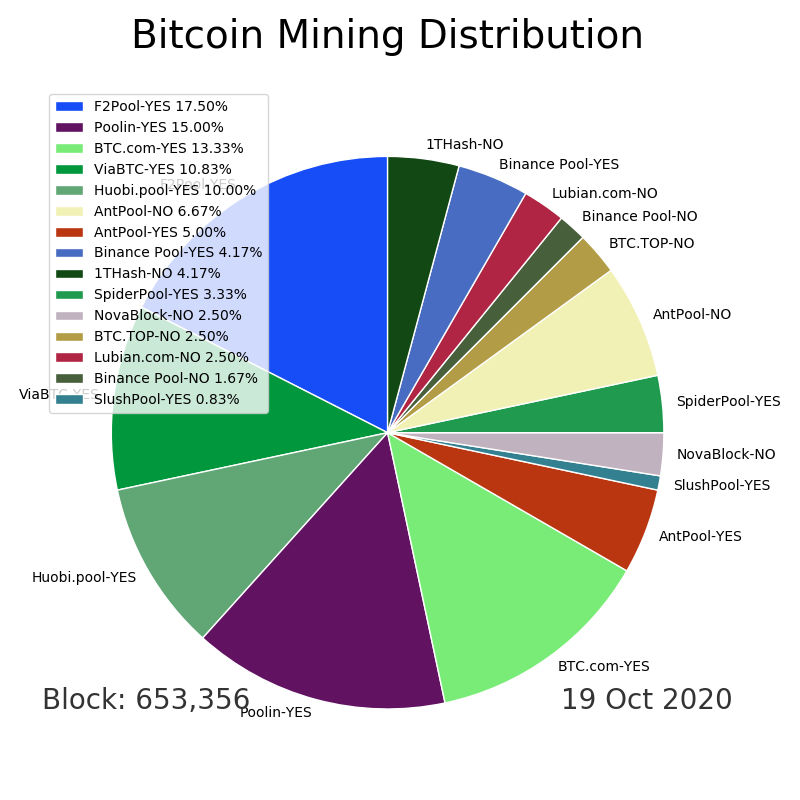 Bitcoin Mining Distribution
F2Pool-YES 17.50%
Poolin-YES 15.00%
BTC.com-YES 13.33%
ViaBTC-YES 10.83%
Huobi.pool-YES 10.00%
AntPool-NO 6.67%
AntPool-YES 5.00%
Binance Pool-YES 4.17%
1THash-NO 4.17%
SpiderPool-YES 3.33%
NovaBlock-NO 2.50%
BTC.TOP-NO 2.50%
Lubian.com-NO 2.50%
Binance Pool-NO 1.67%
SlushPool-YES 0.83%
1THash-NO
Binance Pool-YES
Lubian.com-NO
Binance Pool-NO
BTC.TOP-NO
AntPool-NO
SpiderPool-YES
NovaBlock-NO
SlushPool-YES
AntPool-YES
BTC.com-YES
Poolin-YES
Huobi.pool-YES
ViaBTC-YES
F2Pool-YES
Block: 653,356
19 Oct 2020